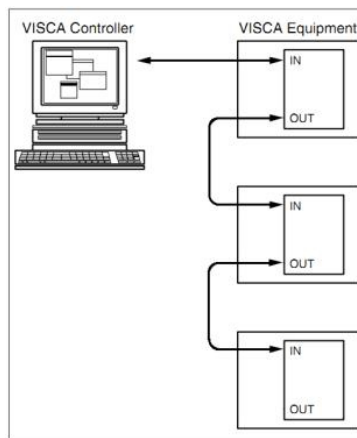 VISCA Controller
VISCA Equipment
IN
OUT
IN
OUT
IN
OUT